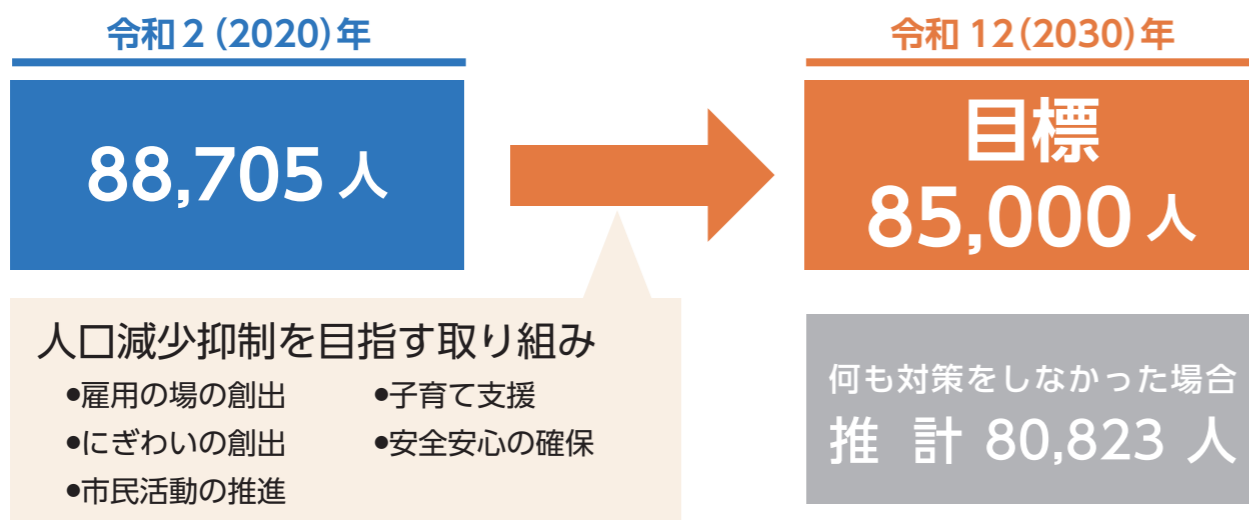 令和2(2020)年
88,705人
令和12(2030)年
目標
85,000人
人口減少抑制を目指す取り組み
●雇用の場の創出
●にぎわいの創出
●市民活動の推進
●子育て支援
●安全安心の確保
何も対策をしなかった場合
推計 80,823 人